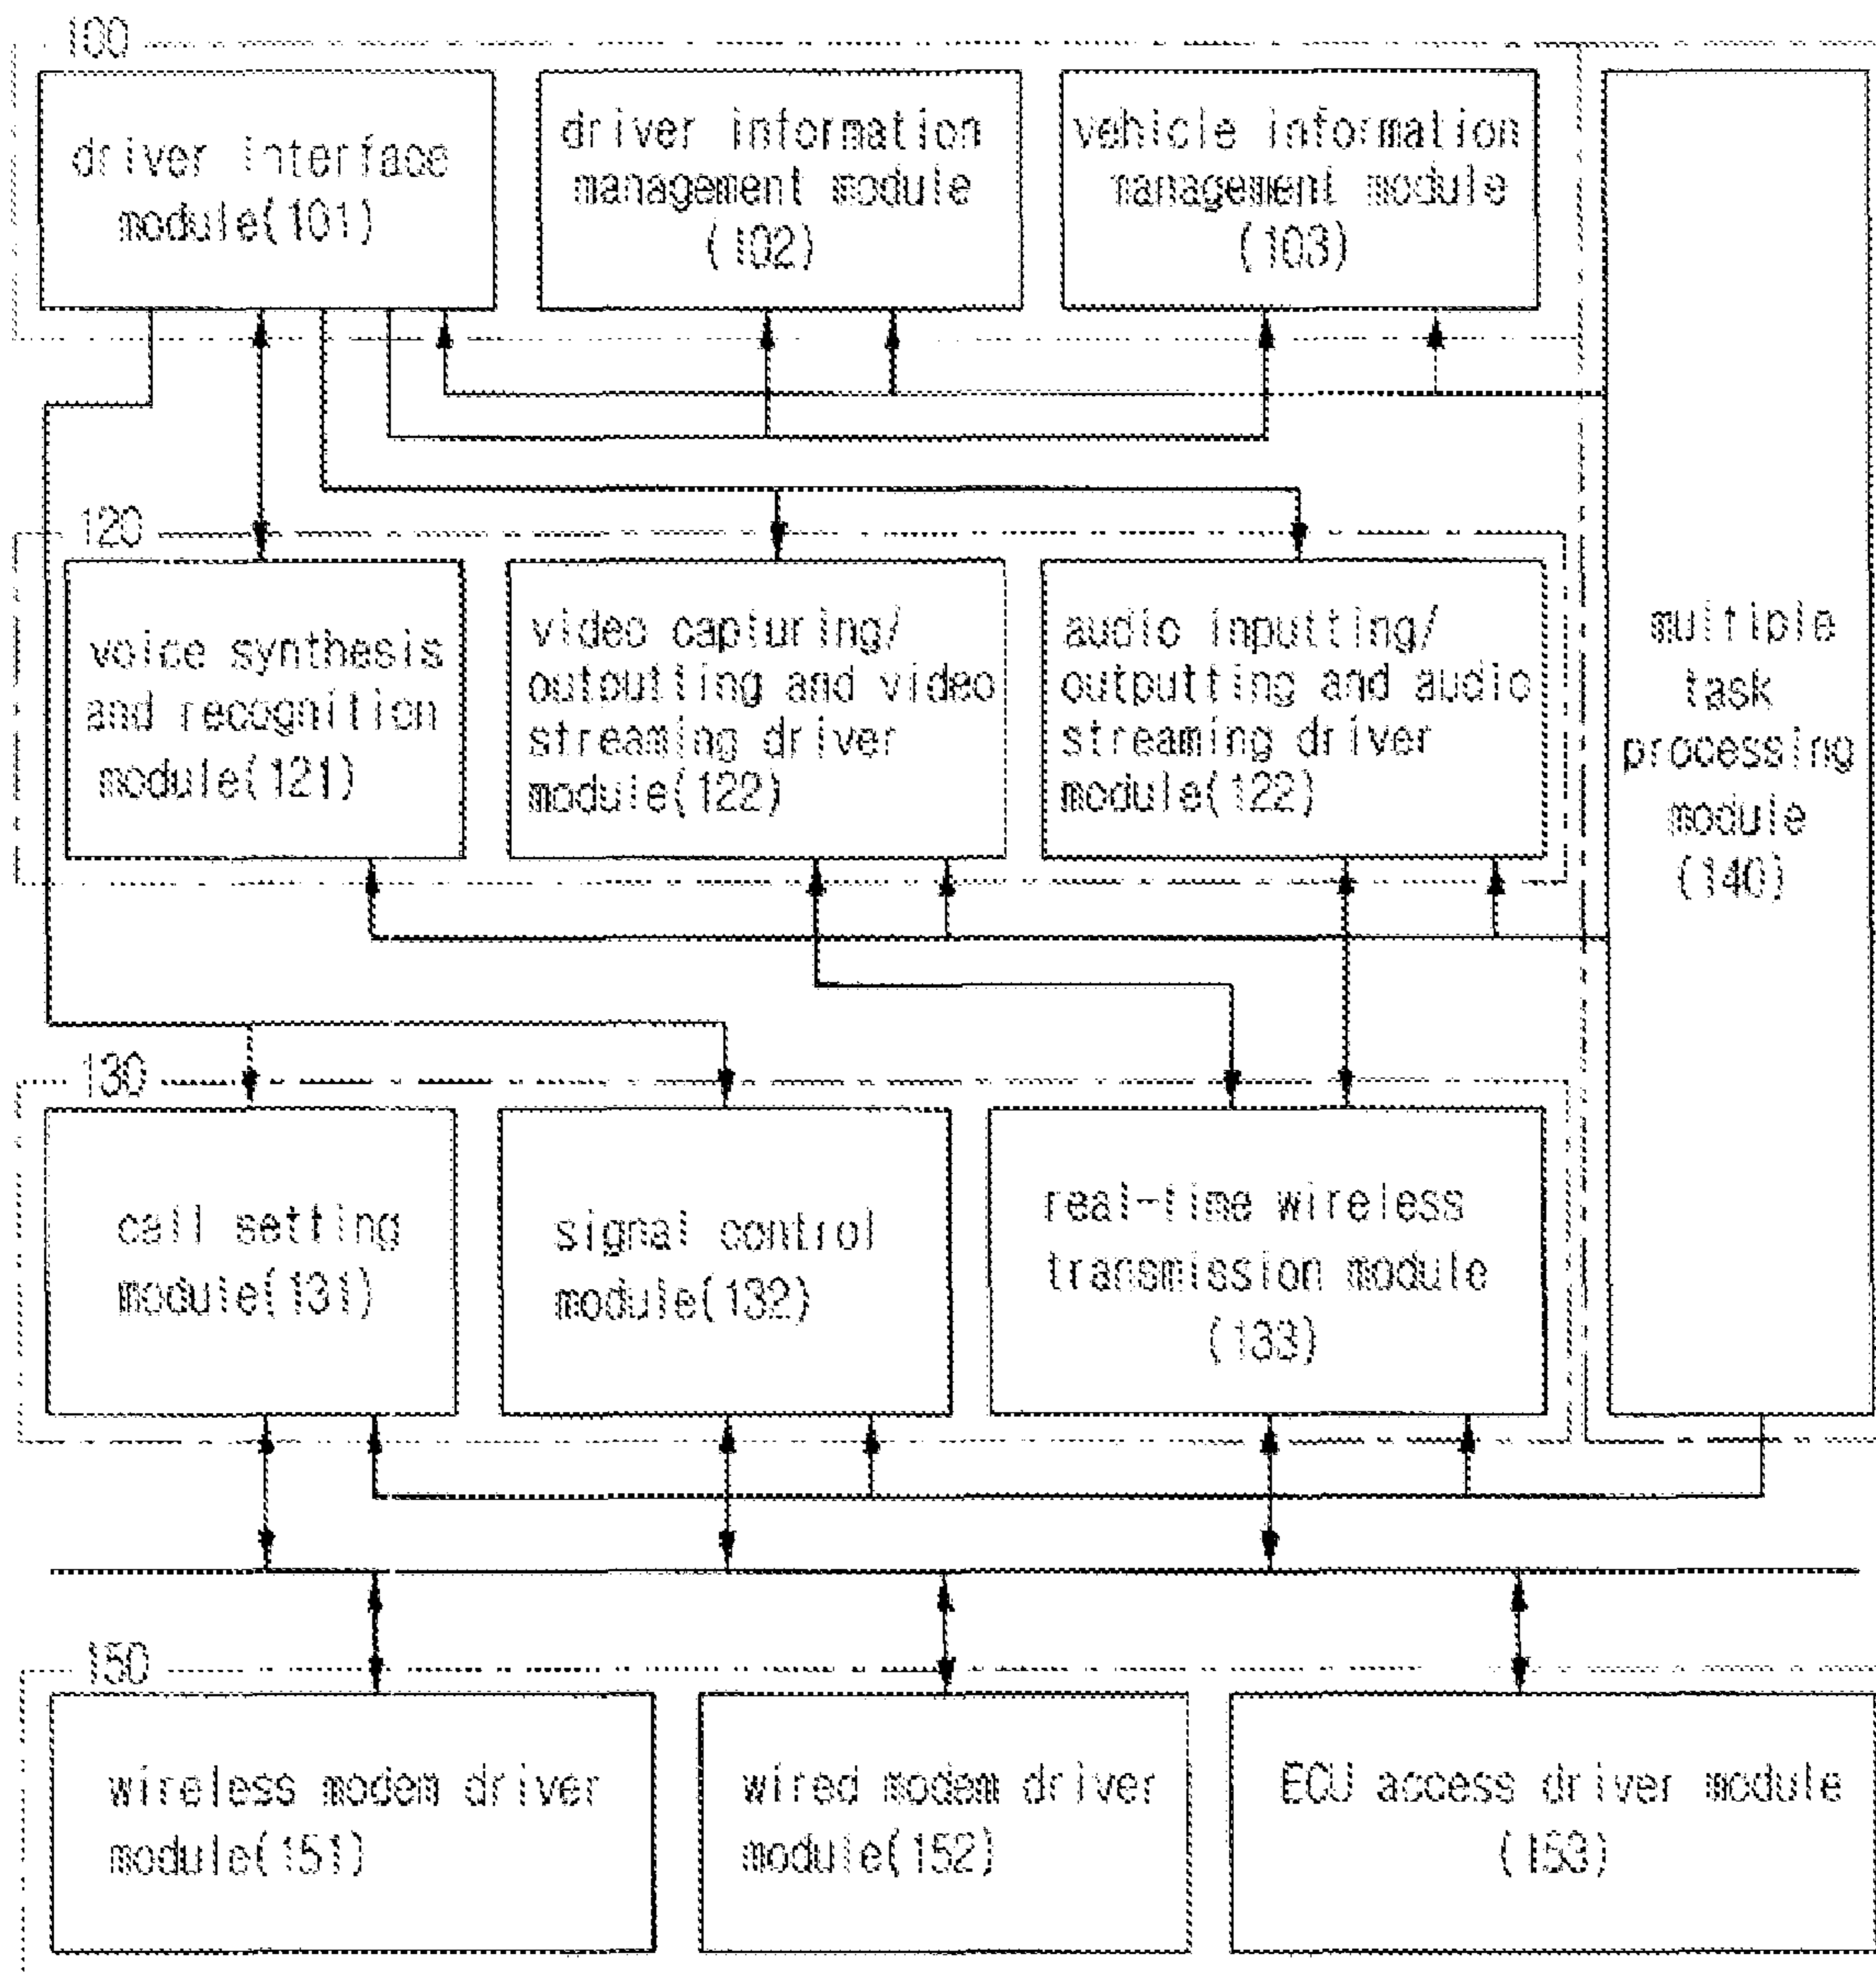 100
driver interface
module(101)
driver information
management module
(102)
vehicle information
management module
(103)
120
voice synthesis
and recognition
module(121)
video capturing/
outputting and video
streaming driver
module(122)
audio inputting/
outputting and audio
streaming driver
module(122)
multiple
task
processing
module
(140)
130
call setting
module(131)
signal control
module(132)
real-time wireless
transmission module
(133)
150
wireless modem driver
module(151)
wired modem driver
module(152)
ECU access driver module
(153)